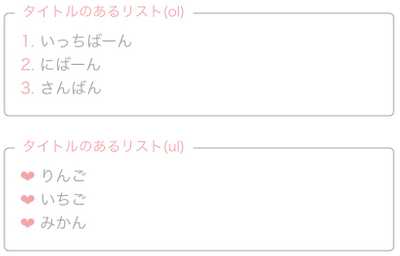 タイトルのあるリスト(ol)
1. いっちばーん
2. にばーん
3. さんばん
タイトルのあるリスト(ul)
❤ りんご
❤ いちご
❤ みかん